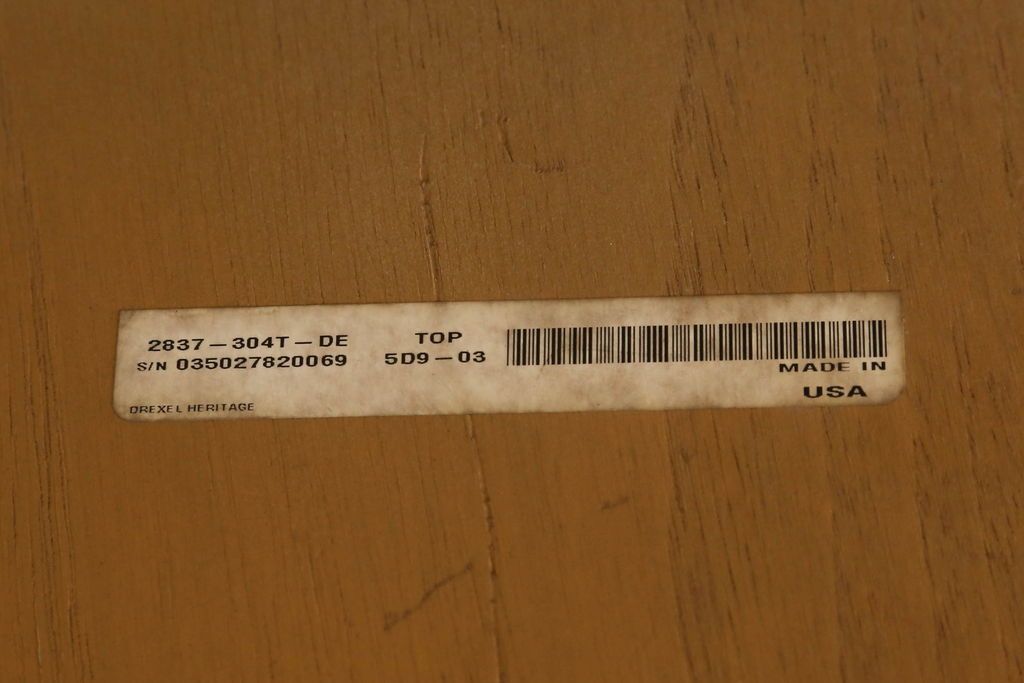 2837-304T-DE TOP
S/N 035027820069 5D9-03
MADE IN
USA
DREXEL HERITAGE